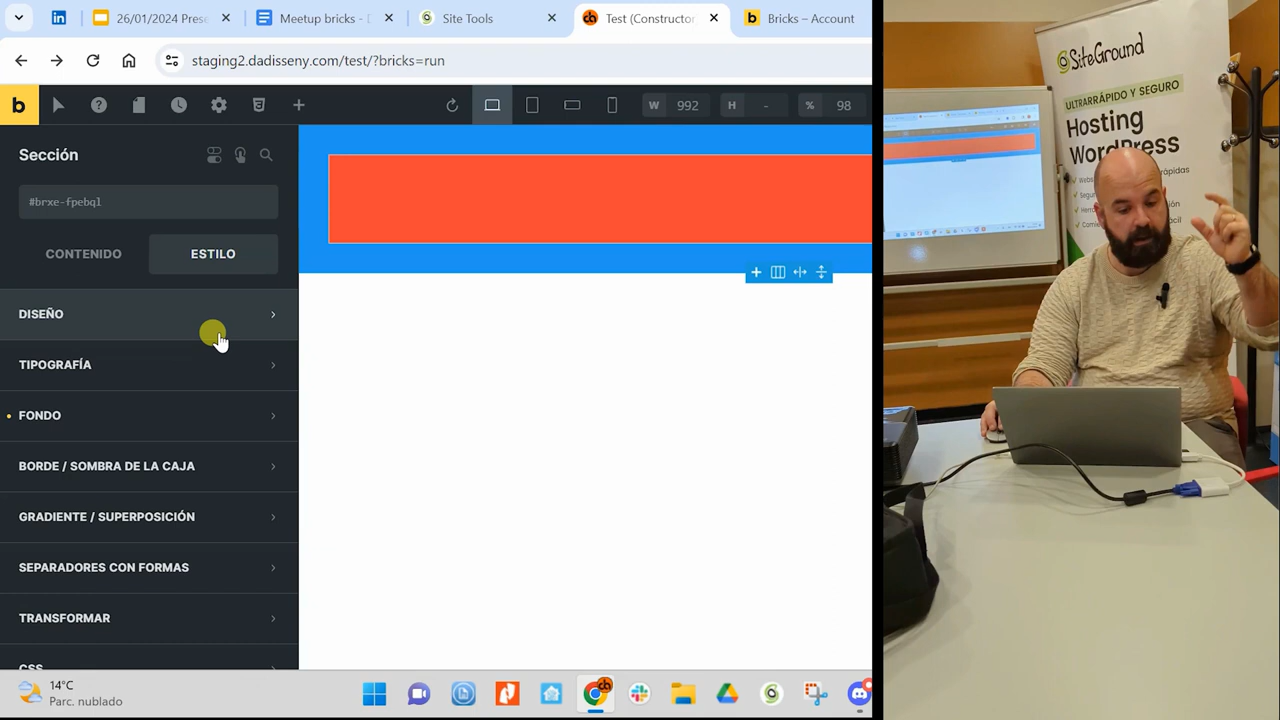 26/01/2024 Prese
Meetup bricks - D
Site Tools
Test (Constructor
Bricks – Account
staging2.dadisseny.com/test/?bricks=run
b
W 992 H - % 98
Sección
#brxe-fpebql
CONTENIDO ESTILO
DISEÑO
TIPOGRAFÍA
FONDO
BORDE / SOMBRA DE LA CAJA
GRADIENTE / SUPERPOSICIÓN
SEPARADORES CON FORMAS
TRANSFORMAR
CSS
14°C
Parc. nublado
SiteGround
ULTRARRÁPIDO Y SEGURO
Hosting
WordPress